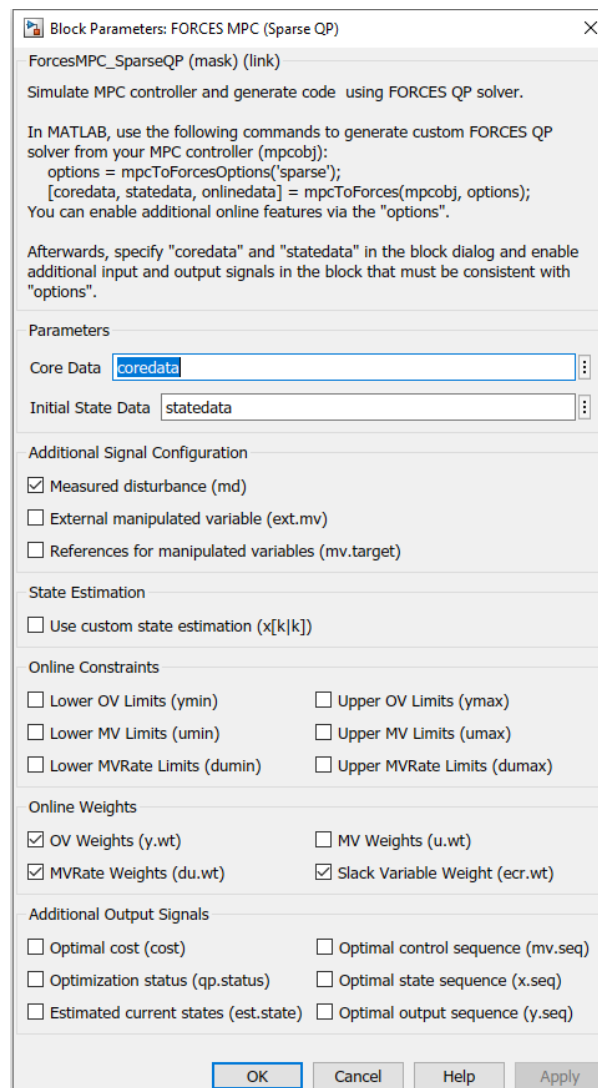 Block Parameters: FORCES MPC (Sparse QP)
ForcesMPC_SparseQP (mask) (link)
Simulate MPC controller and generate code using FORCES QP solver.
In MATLAB, use the following commands to generate custom FORCES QP
solver from your MPC controller (mpcobj):
options = mpcToForcesOptions('sparse');
[coredata, statedata, onlinedata] = mpcToForces(mpcobj, options);
You can enable additional online features via the "options".
Afterwards, specify "coredata" and "statedata" in the block dialog and enable
additional input and output signals in the block that must be consistent with
"options".
Parameters
Core Data coredata
Initial State Data statedata
Additional Signal Configuration
Measured disturbance (md)
External manipulated variable (ext.mv)
References for manipulated variables (mv.target)
State Estimation
Use custom state estimation (x[k|k])
Online Constraints
Lower OV Limits (ymin) Upper OV Limits (ymax)
Lower MV Limits (umin) Upper MV Limits (umax)
Lower MVRate Limits (dumin) Upper MVRate Limits (dumax)
Online Weights
OV Weights (y.wt) MV Weights (u.wt)
MVRate Weights (du.wt) Slack Variable Weight (ecr.wt)
Additional Output Signals
Optimal cost (cost) Optimal control sequence (mv.seq)
Optimization status (qp.status) Optimal state sequence (x.seq)
Estimated current states (est.state) Optimal output sequence (y.seq)
OK Cancel Help Apply